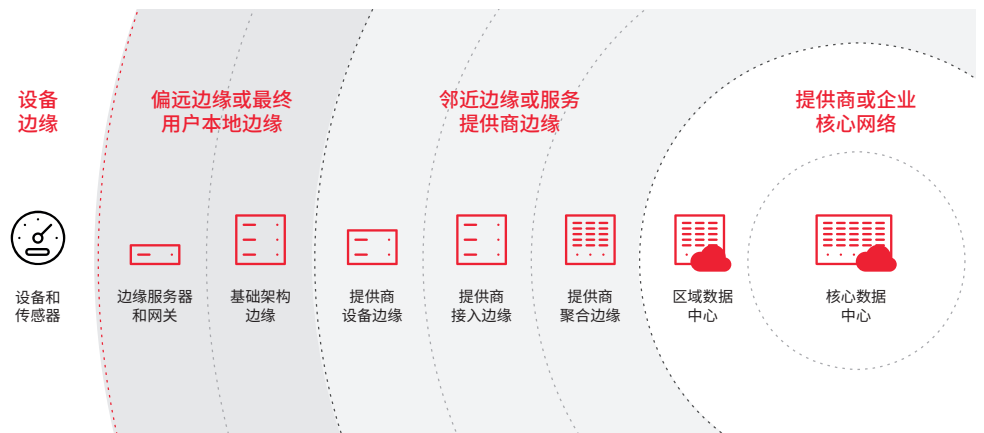 设备
边缘
偏远边缘或最终
用户本地边缘
邻近边缘或服务
提供商边缘
提供商或企业
核心网络
设备和
传感器
边缘服务器
和网关
基础架构
边缘
提供商
设备边缘
提供商
接入边缘
提供商
聚合边缘
区域数据
中心
核心数据
中心